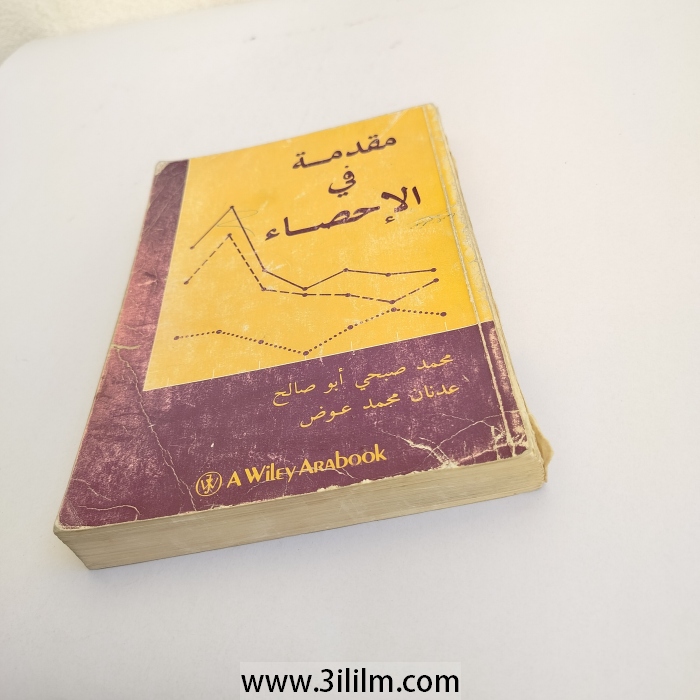 مقدمة
في
الإحصاء
محمد صبحي أبو صالح
عدنان محمد عوض
A Wiley Arabook
www.3ililm.com